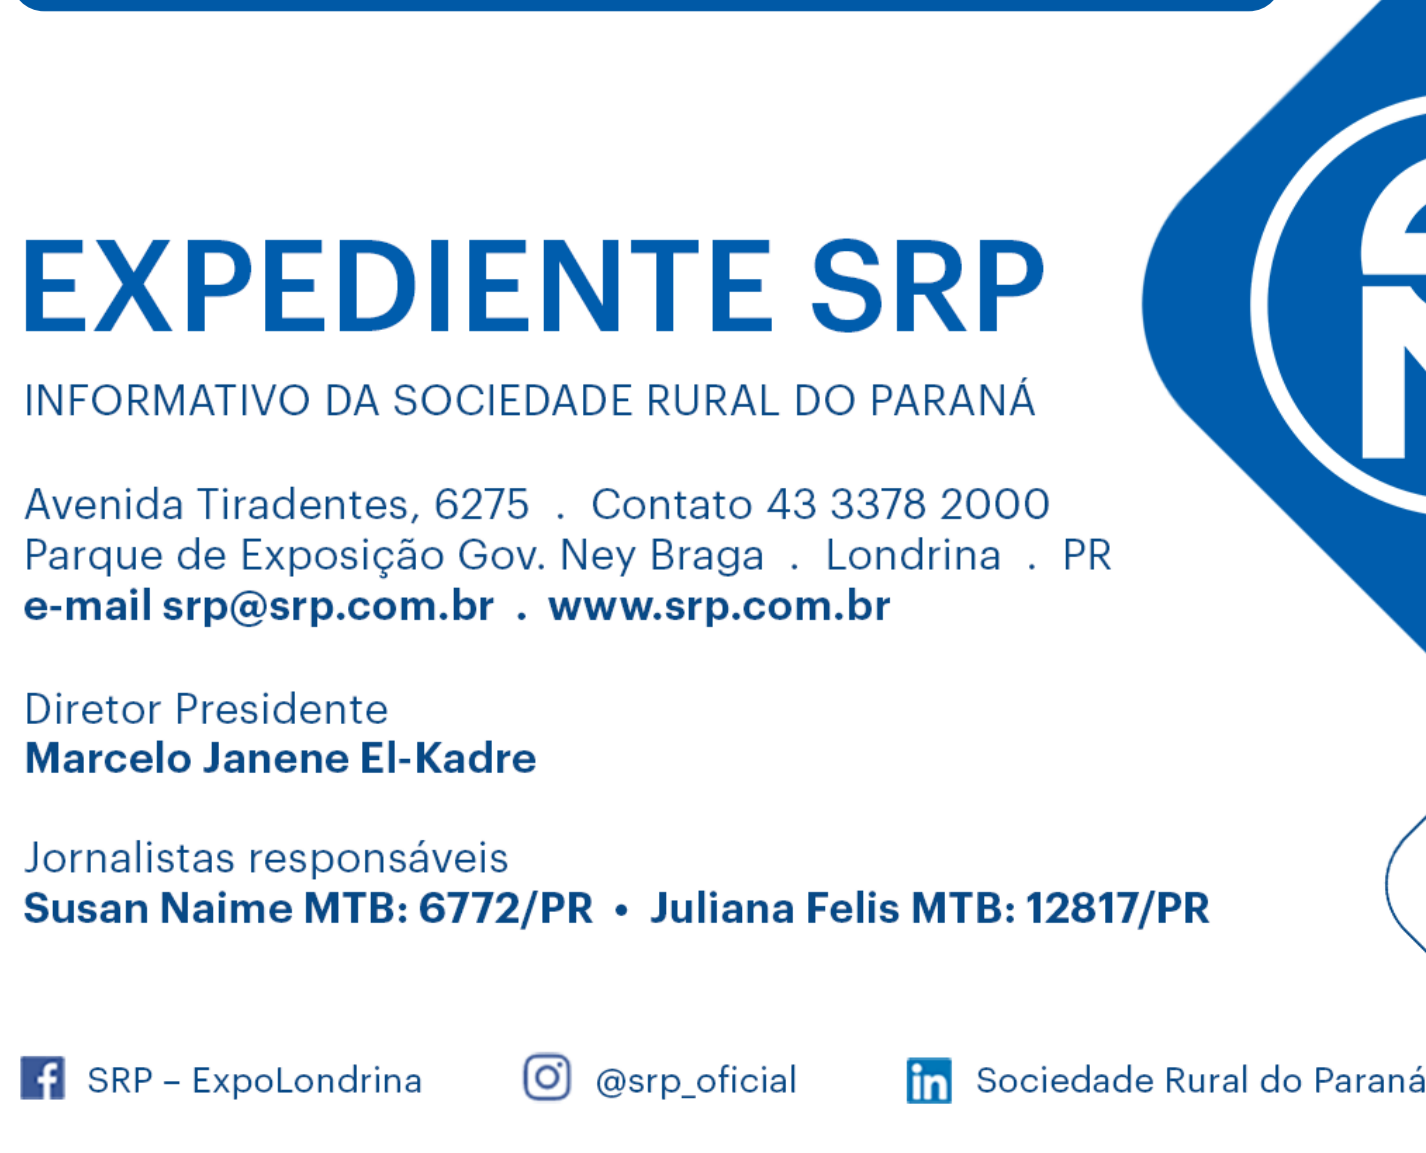 EXPEDIENTE SRP
INFORMATIVO DA SOCIEDADE RURAL DO PARANÁ
Avenida Tiradentes, 6275 . Contato 43 3378 2000
Parque de Exposição Gov. Ney Braga . Londrina . PR
e-mail srp@srp.com.br . www.srp.com.br
Diretor Presidente
Marcelo Janene El-Kadre
Jornalistas responsáveis
Susan Naime MTB: 6772/PR • Juliana Felis MTB: 12817/PR
SRP – ExpoLondrina @srp_oficial in Sociedade Rural do Paraná